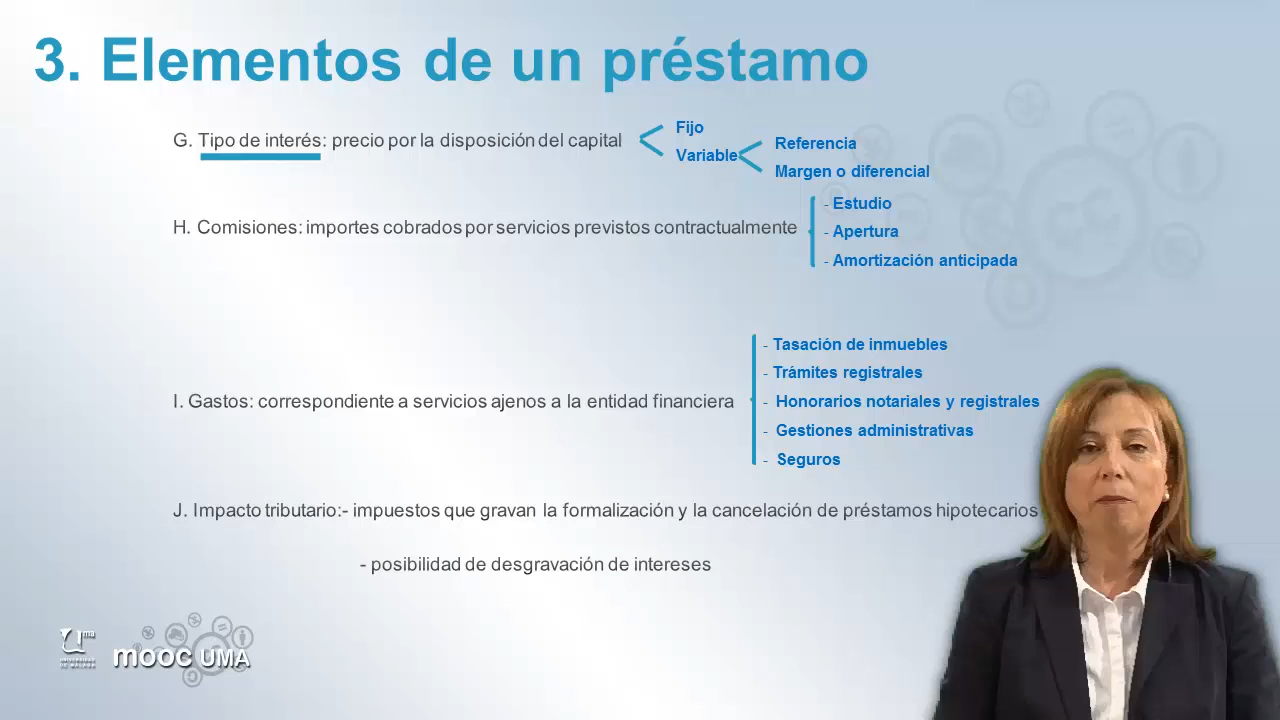 3. Elementos de un préstamo
G. Tipo de interés: precio por la disposición del capital
Fijo
Variable
Referencia
Margen o diferencial
H. Comisiones: importes cobrados por servicios previstos contractualmente
- Estudio
- Apertura
- Amortización anticipada
I. Gastos: correspondiente a servicios ajenos a la entidad financiera
- Tasación de inmuebles
- Trámites registrales
- Honorarios notariales y registrales
- Gestiones administrativas
- Seguros
J. Impacto tributario:- impuestos que gravan la formalización y la cancelación de préstamos hipotecarios
- posibilidad de desgravación de intereses
mooc UMA